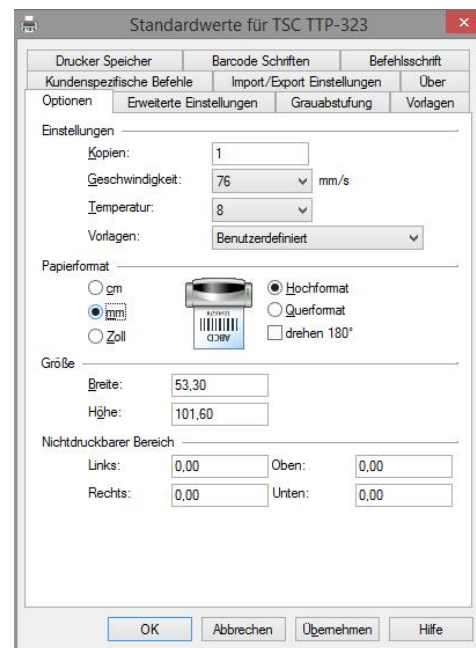 Standardwerte für TSC TTP-323
Drucker Speicher Barcode Schriften Befehlsschrift
Kundenspezifische Befehle Import/Export Einstellungen Über
Optionen Erweiterte Einstellungen Grauabstufung Vorlagen
Einstellungen
Kopien: 1
Geschwindigkeit: 76 mm/s
Temperatur: 8
Vorlagen: Benutzerdefiniert
Papierformat
cm
mm
Zoll
ABCD
Hochformat
Querformat
drehen 180°
Größe
Breite: 53,30
Höhe: 101,60
Nichtdruckbarer Bereich
Links: 0,00 Oben: 0,00
Rechts: 0,00 Unten: 0,00
OK Abbrechen Übernehmen Hilfe